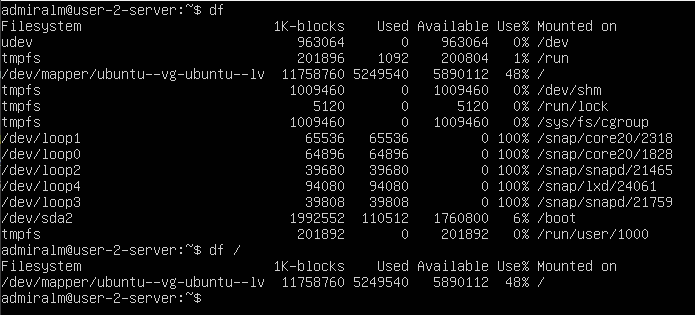 admiralm@user-2-server:~$ df
Filesystem 1K-blocks Used Available Use% Mounted on
udev 963064 0 963064 0% /dev
tmpfs 201896 1092 200804 1% /run
/dev/mapper/ubuntu--vg-ubuntu--lv 11758760 5249540 5890112 48% /
tmpfs 1009460 0 1009460 0% /dev/shm
tmpfs 5120 0 5120 0% /run/lock
tmpfs 1009460 0 1009460 0% /sys/fs/cgroup
/dev/loop1 65536 65536 0 100% /snap/core20/2318
/dev/loop0 64896 64896 0 100% /snap/core20/1828
/dev/loop2 39680 39680 0 100% /snap/snapd/21465
/dev/loop4 94080 94080 0 100% /snap/lxd/24061
/dev/loop3 39808 39808 0 100% /snap/snapd/21759
/dev/sda2 1992552 110512 1760800 6% /boot
tmpfs 201892 0 201892 0% /run/user/1000
admiralm@user-2-server:~$ df /
Filesystem 1K-blocks Used Available Use% Mounted on
/dev/mapper/ubuntu--vg-ubuntu--lv 11758760 5249540 5890112 48% /
admiralm@user-2-server:~$